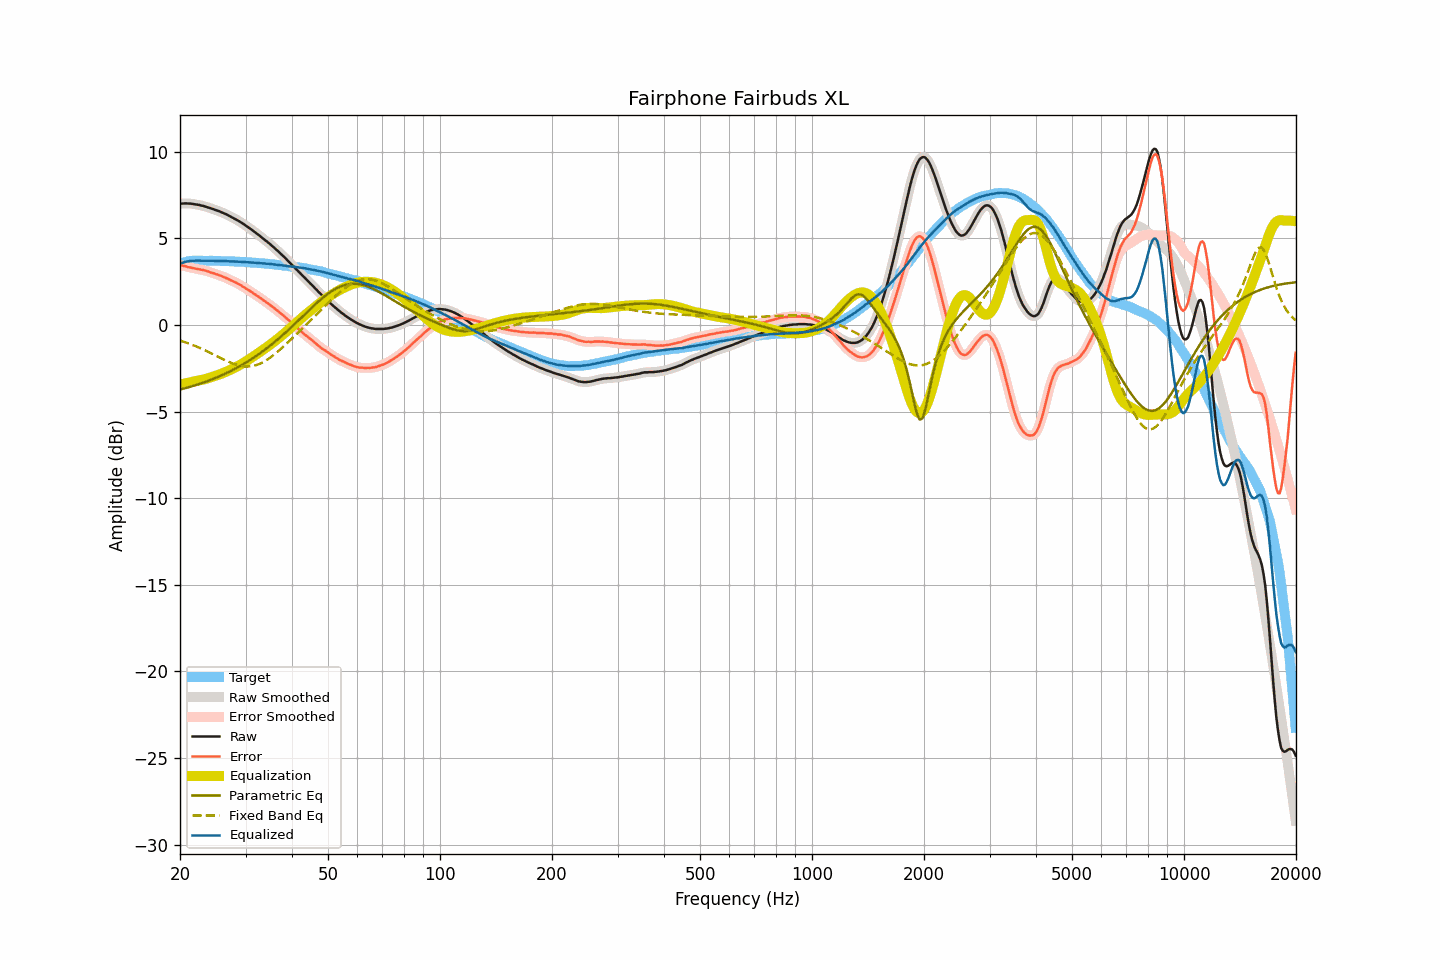 Fairphone Fairbuds XL
10
5
0
−5
−10
−15
−20
−25
−30
Amplitude (dBr)
Target
Raw Smoothed
Error Smoothed
Raw
Error
Equalization
Parametric Eq
Fixed Band Eq
Equalized
20 50 100 200 500 1000 2000 5000 10000 20000
Frequency (Hz)